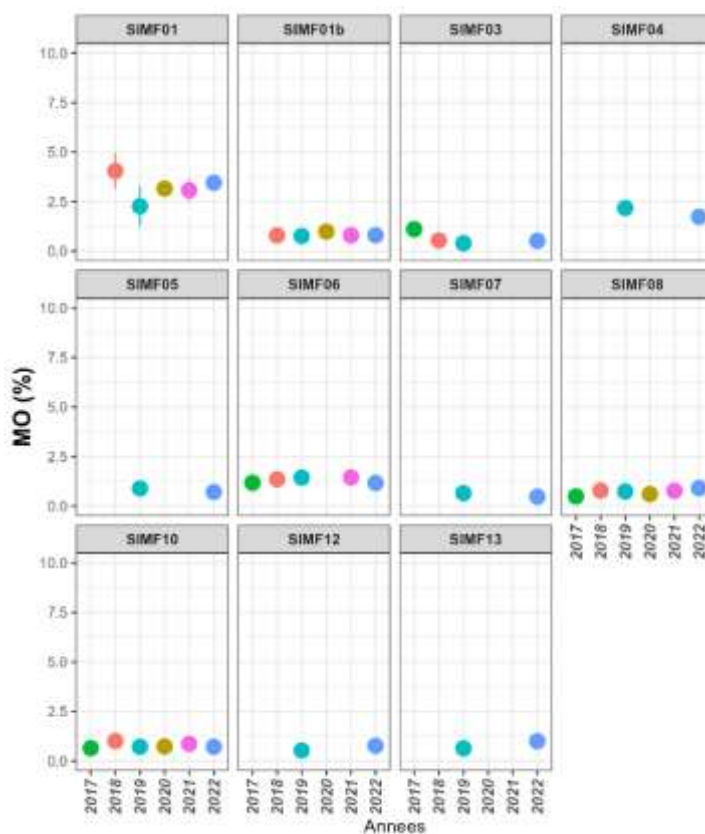 SIMF01 SIMF01b SIMF03 SIMF04
10.0
7.5
5.0
2.5
0.0
SIMF05 SIMF06 SIMF07 SIMF08
10.0
7.5
5.0
2.5
0.0
MO (%)
2017 2018 2019 2020 2021 2022
SIMF10 SIMF12 SIMF13
10.0
7.5
5.0
2.5
0.0
2017 2018 2019 2020 2021 2022 2017 2018 2019 2020 2021 2022 2017 2018 2019 2020 2021 2022
Annees